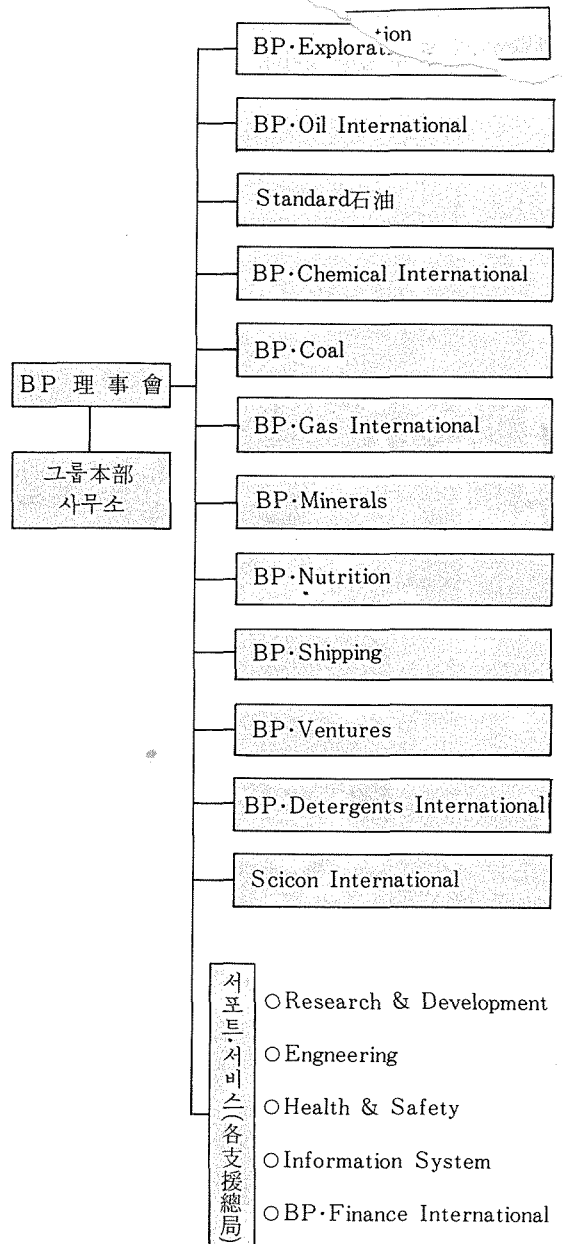 BP·Exploration
BP·Oil International
Standard石油
BP·Chemical International
BP·Coal
BP 理事會
BP·Gas International
그룹本部
사무소
BP·Minerals
BP·Nutrition
BP·Shipping
BP·Ventures
BP·Detergents International
Scicon International
서포트·서비스(各支援總局)
○Research & Development
○Engneering
○Health & Safety
○Information System
○BP·Finance International